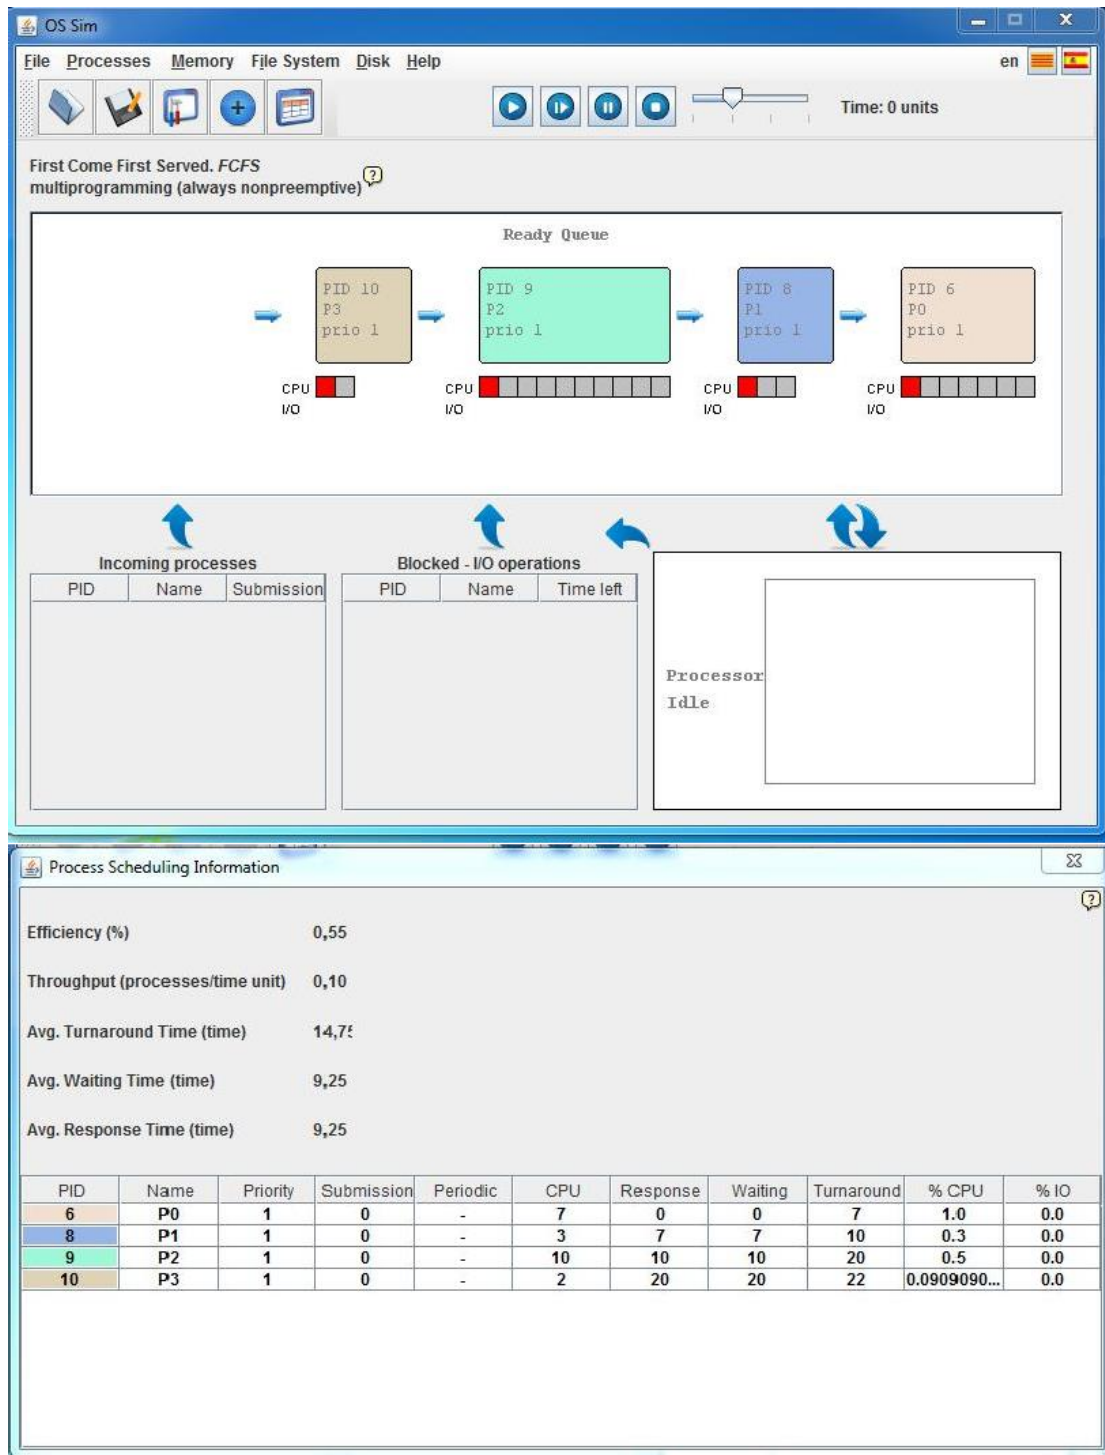 OS Sim
File Processes Memory File System Disk Help en
Time: 0 units
First Come First Served. FCFS
multiprogramming (always nonpreemptive)
Ready Queue
PID 10 PID 9 PID 8 PID 6
P3 P2 P1 P0
prio 1 prio 1 prio 1 prio 1
CPU CPU CPU CPU
I/O I/O I/O I/O
Incoming processes Blocked - I/O operations
PID Name Submission PID Name Time left
Processor
Idle
Process Scheduling Information
Efficiency (%) 0,55
Throughput (processes/time unit) 0,10
Avg. Turnaround Time (time) 14,75
Avg. Waiting Time (time) 9,25
Avg. Response Time (time) 9,25
PID Name Priority Submission Periodic CPU Response Waiting Turnaround % CPU % IO
6 P0 1 0 - 7 0 0 7 1.0 0.0
8 P1 1 0 - 3 7 7 10 0.3 0.0
9 P2 1 0 - 10 10 10 20 0.5 0.0
10 P3 1 0 - 2 20 20 22 0.0909090... 0.0